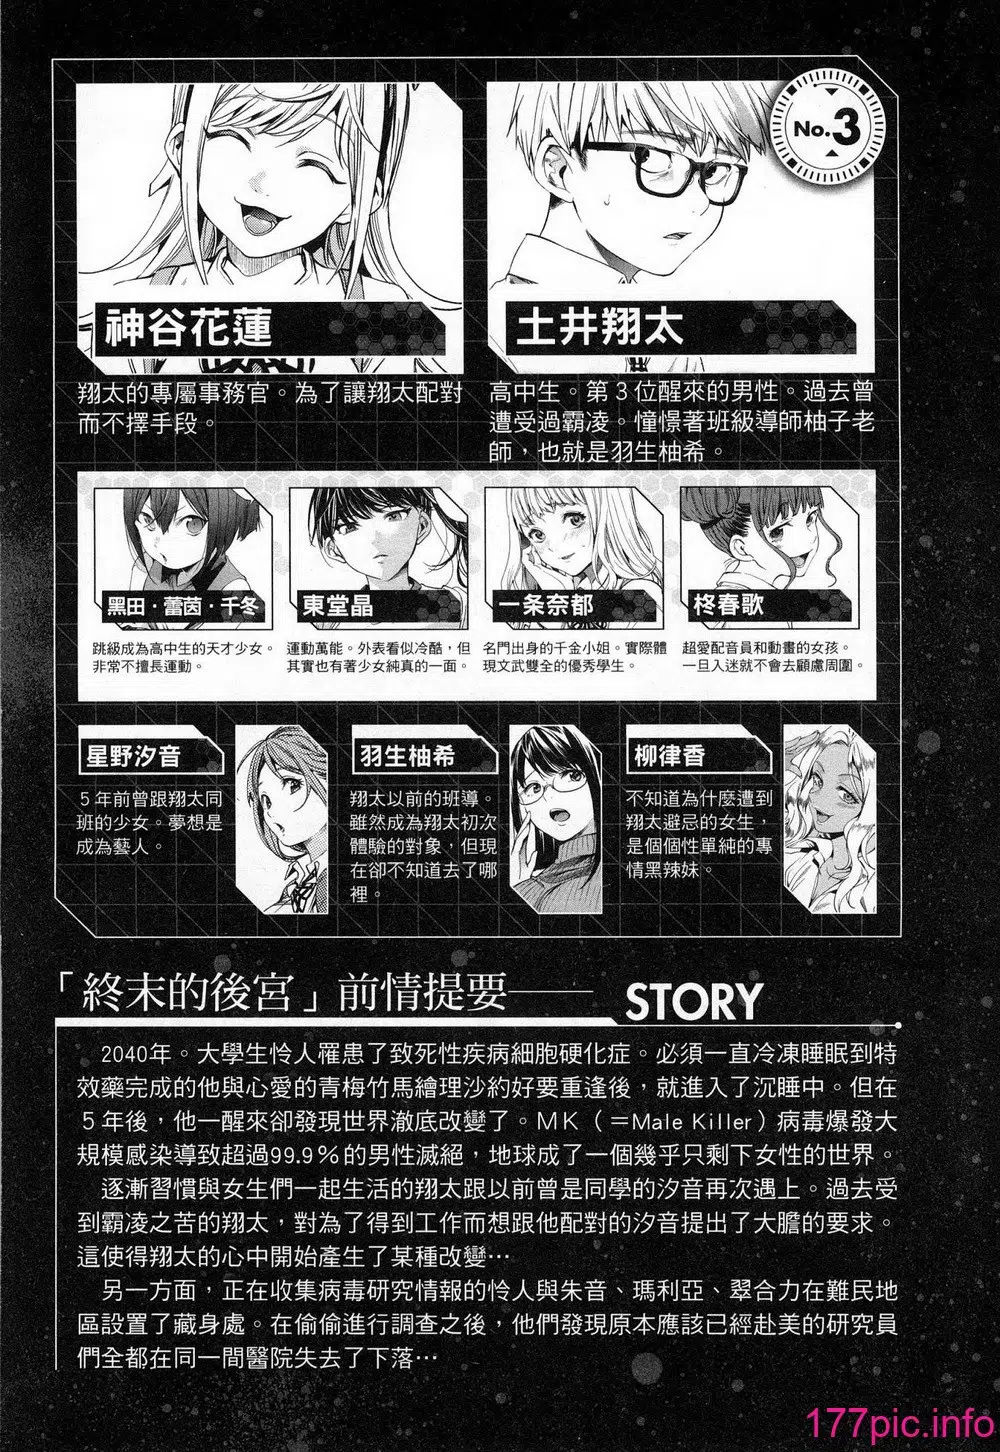 No.3
神谷花蓮
翔太的專屬事務官。為了讓翔太配對
而不擇手段。
土井翔太
高中生。第3位醒來的男性。過去曾
遭受過霸凌。憧憬著班級導師柚子老
師，也就是羽生柚希。
黑田・蕾茵・千冬
跳級成為高中生的天才少女。
非常不擅長運動。
東堂晶
運動萬能。外表看似冷酷，但
其實也有著少女純真的一面。
一条奈都
名門出身的千金小姐。實際體
現文武雙全的優秀學生。
柊春歌
超愛配音員和動畫的女孩。
一旦入迷就不會去顧慮周圍。
星野汐音
5年前曾跟翔太同
班的少女。夢想是
成為藝人。
羽生柚希
翔太以前的班導。
雖然成為翔太初次
體驗的對象，但現
在卻不知道去了哪
裡。
柳律香
不知道為什麼遭到
翔太避忌的女生，
是個個性單純的專
情黑辣妹。
「終末的後宮」前情提要── STORY
2040年。大學生怜人罹患了致死性疾病細胞硬化症。必須一直冷凍睡眠到特
效藥完成的他與心愛的青梅竹馬繪理沙約好要重逢後，就進入了沉睡中。但在
5年後，他一醒來卻發現世界澈底改變了。MK（＝Male Killer）病毒爆發大
規模感染導致超過99.9％的男性滅絕，地球成了一個幾乎只剩下女性的世界。
逐漸習慣與女生們一起生活的翔太跟以前曾是同學的汐音再次遇上。過去受
到霸凌之苦的翔太，對為了得到工作而想跟他配對的汐音提出了大膽的要求。
這使得翔太的心中開始產生了某種改變…
另一方面，正在收集病毒研究情報的怜人與朱音、瑪利亞、翠合力在難民地
區設置了藏身處。在偷偷進行調查之後，他們發現原本應該已經赴美的研究員
們全都在同一間醫院失去了下落…
177pic.info